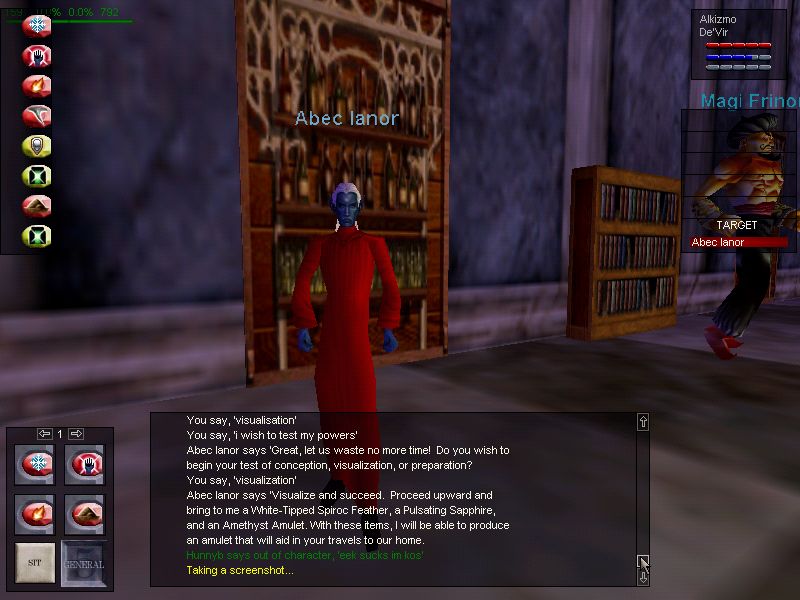 159 0.0% 792
Alkizmo
De'Vir
Abec Ianor
Magi Frinor
TARGET
Abec Ianor
1
SIT
GENERAL
You say, 'visualisation'
You say, 'i wish to test my powers'
Abec Ianor says 'Great, let us waste no more time!  Do you wish to
begin your test of conception, visualization, or preparation?
You say, 'visualization'
Abec Ianor says 'Visualize and succeed.  Proceed upward and
bring to me a White-Tipped Spiroc Feather, a Pulsating Sapphire,
and an Amethyst Amulet. With these items, I will be able to produce
an amulet that will aid in your travels to our home.
Hunnyb says out of character, 'eek sucks im kos'
Taking a screenshot...